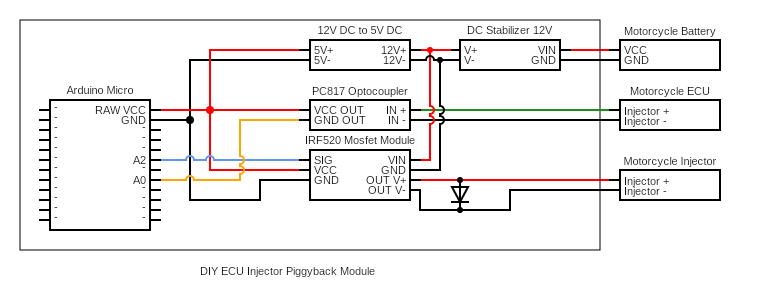 12V DC to 5V DC
DC Stabilizer 12V
Motorcycle Battery
5V+ 12V+
5V- 12V-
V+ VIN
V- GND
VCC
GND
Arduino Micro
PC817 Optocoupler
Motorcycle ECU
RAW VCC
GND
A2
A0
VCC OUT IN +
GND OUT IN -
Injector +
Injector -
IRF520 Mosfet Module
Motorcycle Injector
SIG VIN
VCC GND
GND OUT V+
OUT V-
Injector +
Injector -
DIY ECU Injector Piggyback Module